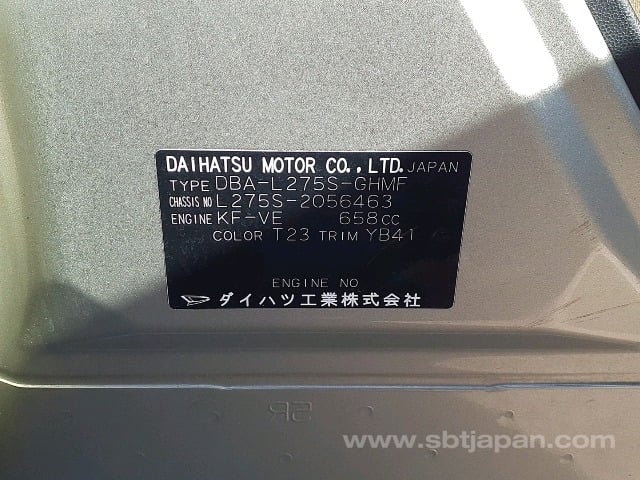 DAIHATSU MOTOR CO., LTD. JAPAN
TYPE DBA-L275S-GHMF
CHASSIS NO L275S-2056463
ENGINE KF-VE 658cc
COLOR T23 TRIM YB41
ENGINE NO
ダイハツ工業株式会社
SR
www.sbtjapan.com